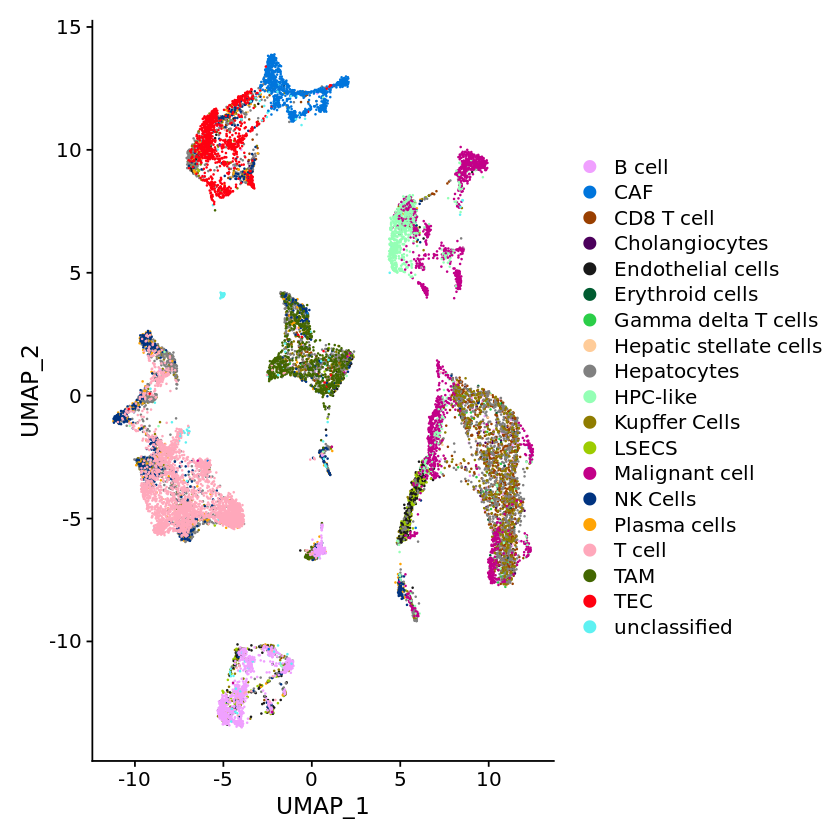 15
10
5
0
-5
-10
UMAP_2
-10
-5
0
5
10
UMAP_1
B cell
CAF
CD8 T cell
Cholangiocytes
Endothelial cells
Erythroid cells
Gamma delta T cells
Hepatic stellate cells
Hepatocytes
HPC-like
Kupffer Cells
LSECS
Malignant cell
NK Cells
Plasma cells
T cell
TAM
TEC
unclassified